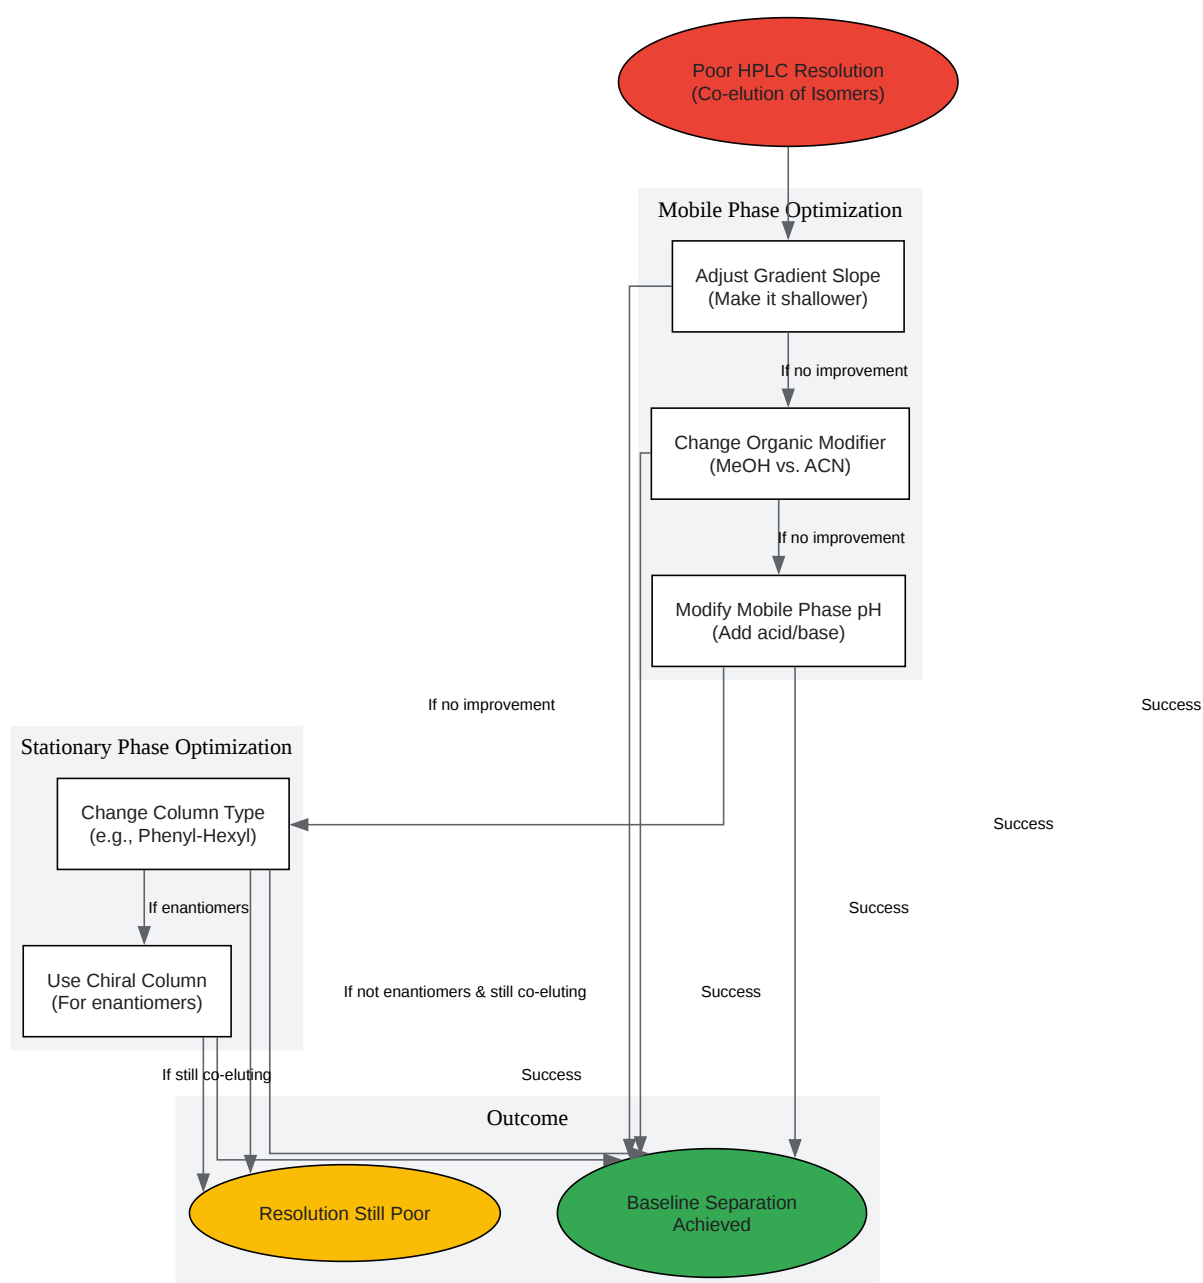 Poor HPLC Resolution
(Co-elution of Isomers)
Mobile Phase Optimization
Adjust Gradient Slope
(Make it shallower)
If no improvement
Change Organic Modifier
(MeOH vs. ACN)
If no improvement
Modify Mobile Phase pH
(Add acid/base)
If no improvement
Success
Stationary Phase Optimization
Change Column Type
(e.g., Phenyl-Hexyl)
Success
If enantiomers
Success
Use Chiral Column
(For enantiomers)
If not enantiomers & still co-eluting
Success
If still co-eluting
Success
Outcome
Resolution Still Poor
Baseline Separation
Achieved